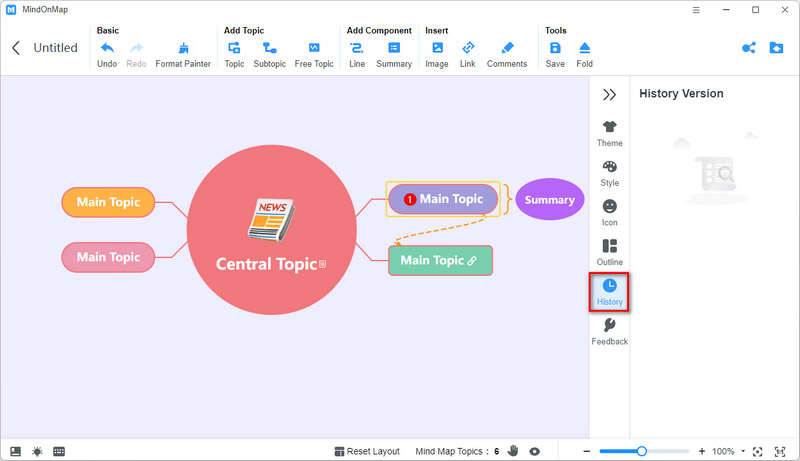 MindOnMap
Untitled
Basic
Undo
Redo
Format Painter
Add Topic
Topic
Subtopic
Free Topic
Add Component
Line
Summary
Insert
Image
Link
Comments
Tools
Save
Fold
Main Topic
Main Topic
NEWS
Central Topic
1 Main Topic
Main Topic
Summary
Theme
Style
Icon
Outline
History
Feedback
History Version
Reset Layout
Mind Map Topics : 6
100%